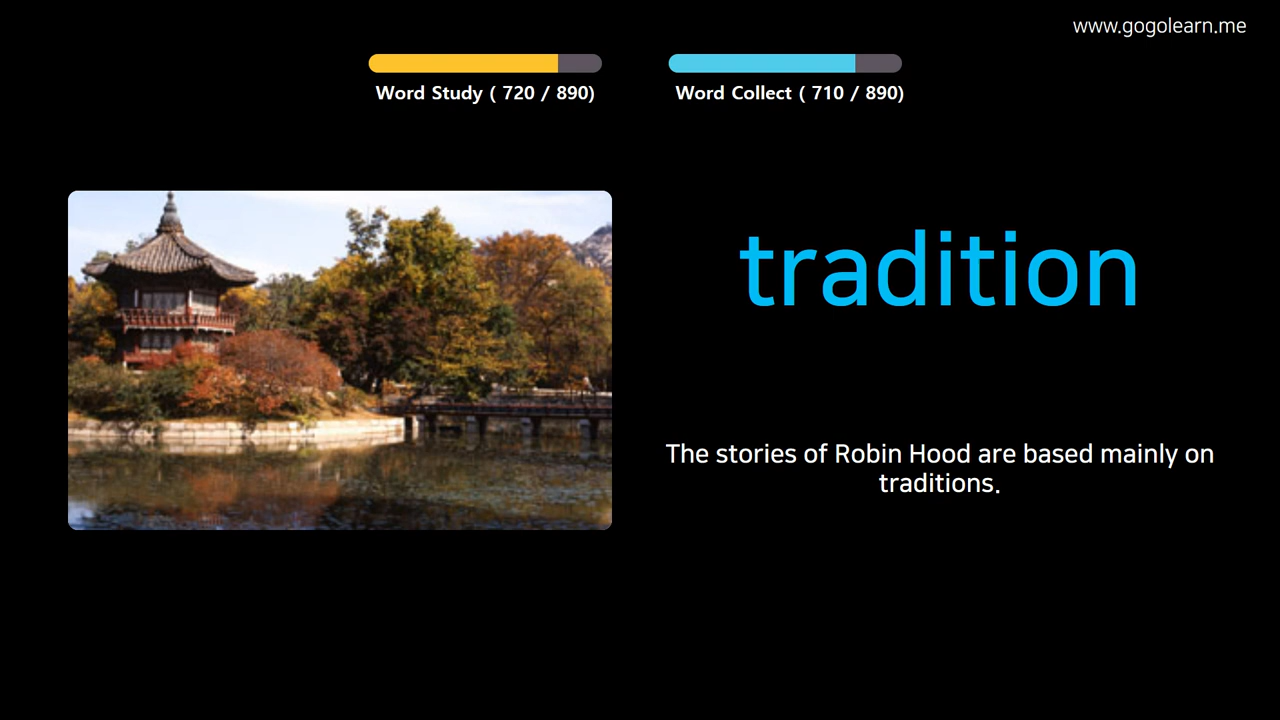 www.gogolearn.me
Word Study ( 720 / 890)
Word Collect ( 710 / 890)
tradition
The stories of Robin Hood are based mainly on
traditions.